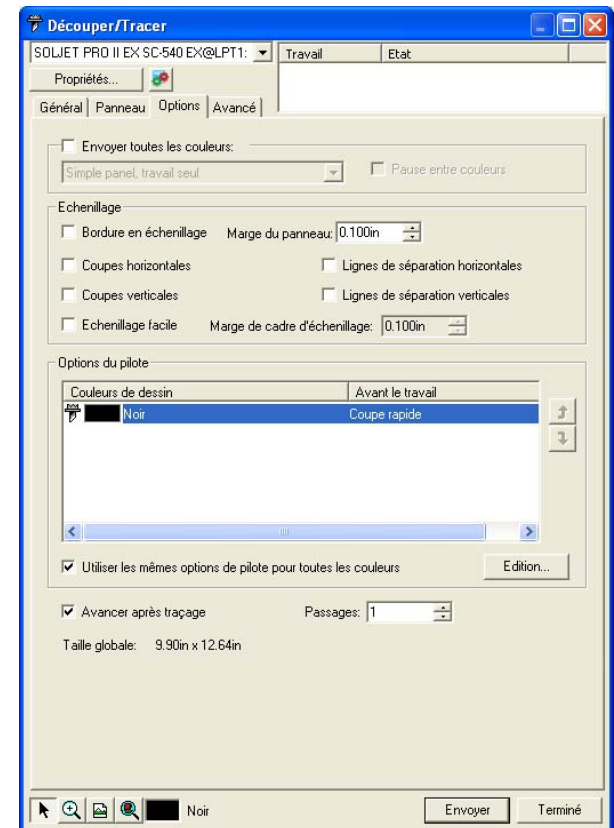 Découper/Tracer
SOLJET PRO II EX SC-540 EX@LPT1:
Travail Etat
Propriétés...
Général Panneau Options Avancé
Envoyer toutes les couleurs:
Simple panel, travail seul Pause entre couleurs
Echenillage
Bordure en échenillage Marge du panneau: 0.100in
Coupes horizontales Lignes de séparation horizontales
Coupes verticales Lignes de séparation verticales
Echenillage facile Marge de cadre d'échenillage: 0.100in
Options du pilote
Couleurs de dessin Avant le travail
Noir Coupe rapide
Utiliser les mêmes options de pilote pour toutes les couleurs Edition...
Avancer après traçage Passages: 1
Taille globale: 9.90in x 12.64in
Noir Envoyer Terminé